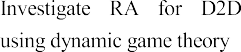 Investigate RA for D2D
using dynamic game theory